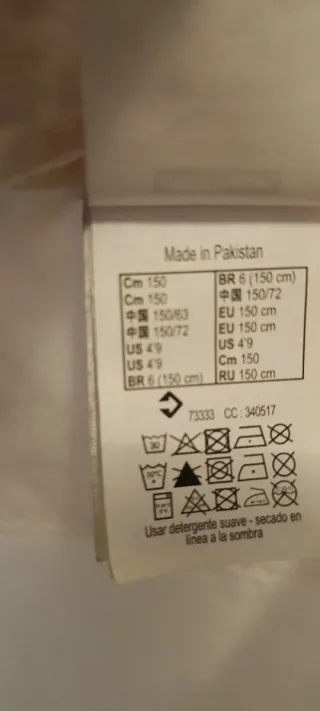 Made in Pakistan
Cm 150 BR 6 (150 cm)
Cm 150 中国 150/72
中国 150/63 EU 150 cm
中国 150/72 EU 150 cm
US 4'9 US 4'9
US 4'9 Cm 150
BR 6 (150 cm) RU 150 cm
73333 CC: 340517
30
30°C
Usar detergente suave - secado en
línea a la sombra